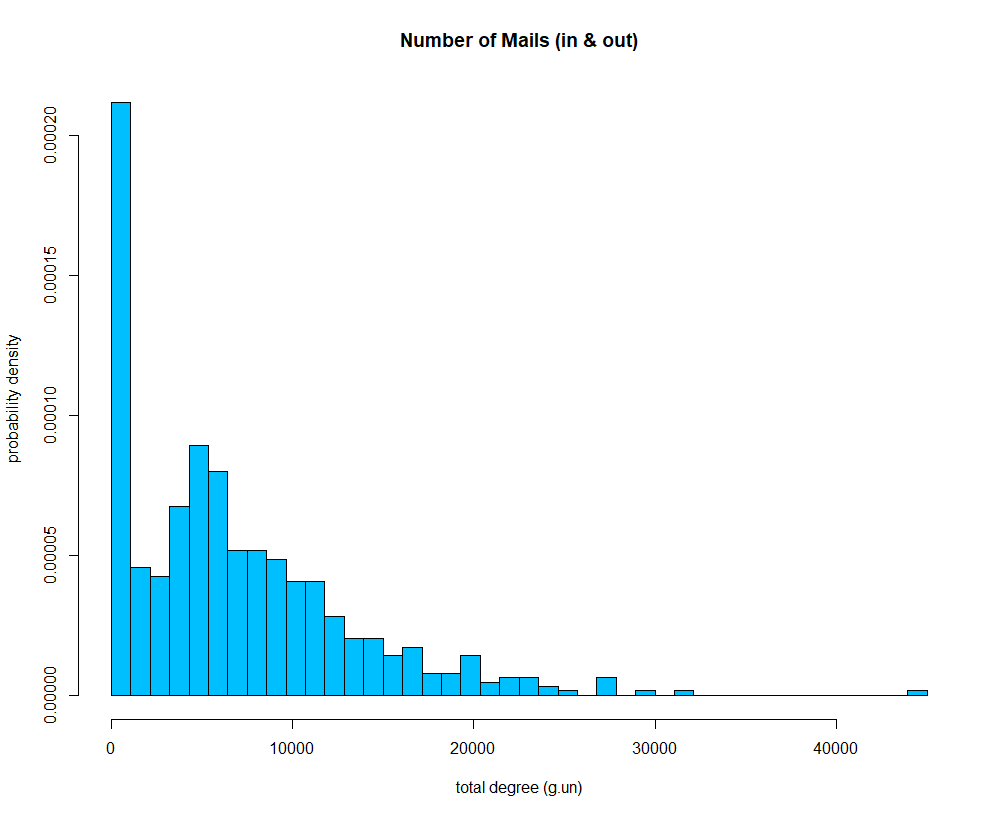 Number of Mails (in & out)
probability density
0.00020
0.00015
0.00010
0.00005
0.00000
0 10000 20000 30000 40000
total degree (g.un)